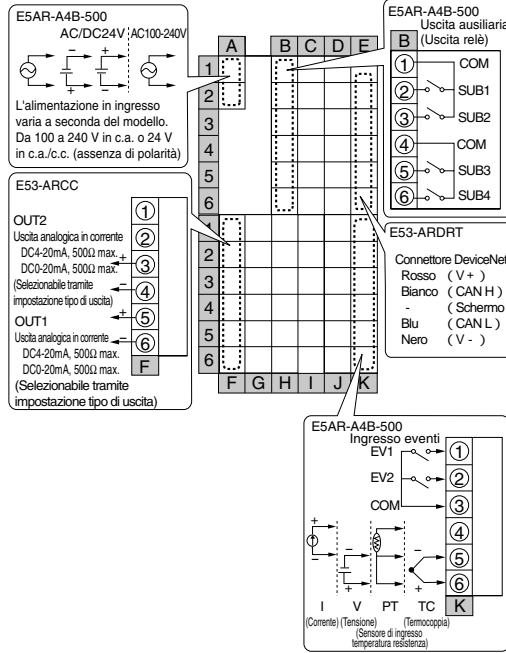 E5AR-A4B-500
AC/DC24V AC100-240V
L'alimentazione in ingresso
varia a seconda del modello.
Da 100 a 240 V in c.a. o 24 V
in c.a./c.c. (assenza di polarità)
A B C D E
1
2
3
4
5
6
1
2
3
4
5
6
F G H I J K
E5AR-A4B-500
Uscita ausiliaria
(Uscita relè)
B
1 COM
2 SUB1
3 SUB2
4 COM
5 SUB3
6 SUB4
E53-ARCC
OUT2
Uscita analogica in corrente
DC4-20mA, 500Ω max.
DC0-20mA, 500Ω max.
(Selezionabile tramite
impostazione tipo di uscita)
OUT1
Uscita analogica in corrente
DC4-20mA, 500Ω max.
DC0-20mA, 500Ω max.
(Selezionabile tramite
impostazione tipo di uscita)
+
-
+
-
1
2
3
4
5
6
F
E53-ARDRT
Connettore DeviceNet
Rosso ( V + )
Bianco ( CAN H )
- ( Schermo
Blu ( CAN L )
Nero ( V - )
E5AR-A4B-500
Ingresso eventi
EV1
EV2
COM
1
2
3
4
5
6
K
I V PT TC
(Corrente) (Tensione) (Termocoppia)
(Sensore di ingresso
temperatura resistenza)